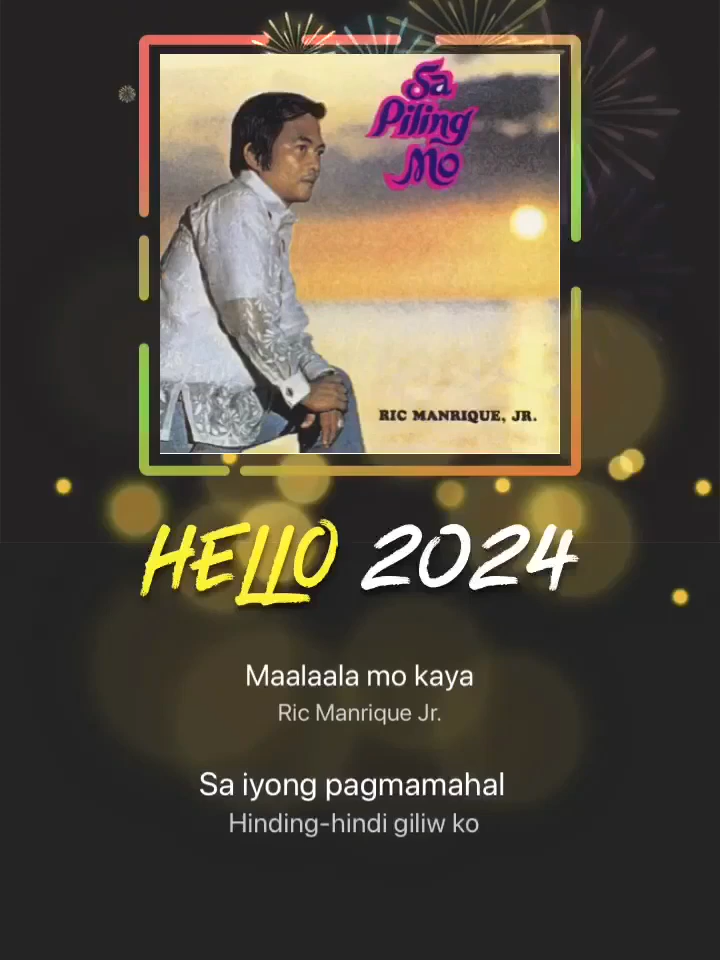 Sa
Piling
Mo
RIC MANRIQUE, JR.
HELLO 2024
Maalaala mo kaya
Ric Manrique Jr.
Sa iyong pagmamahal
Hinding-hindi giliw ko